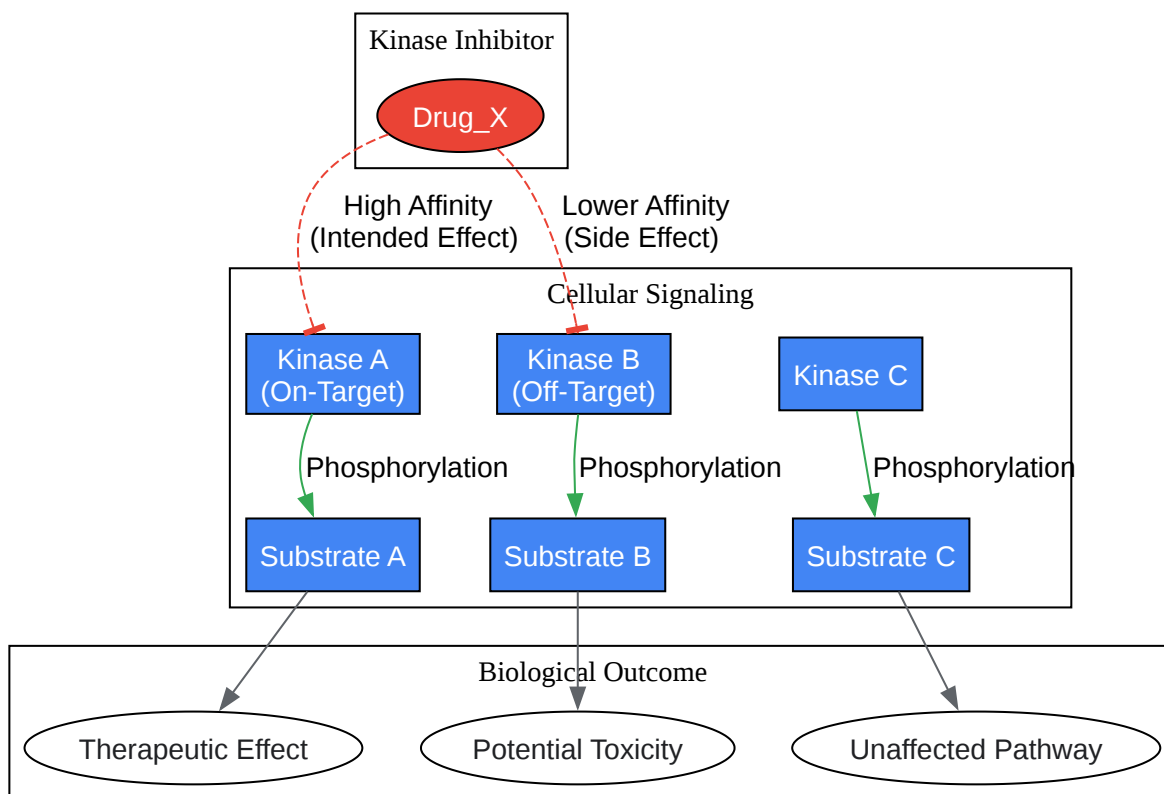 Kinase Inhibitor
Drug_X
High Affinity
(Intended Effect)
Lower Affinity
(Side Effect)
Cellular Signaling
Kinase A
(On-Target)
Kinase B
(Off-Target)
Kinase C
Phosphorylation
Phosphorylation
Phosphorylation
Substrate A
Substrate B
Substrate C
Biological Outcome
Therapeutic Effect
Potential Toxicity
Unaffected Pathway